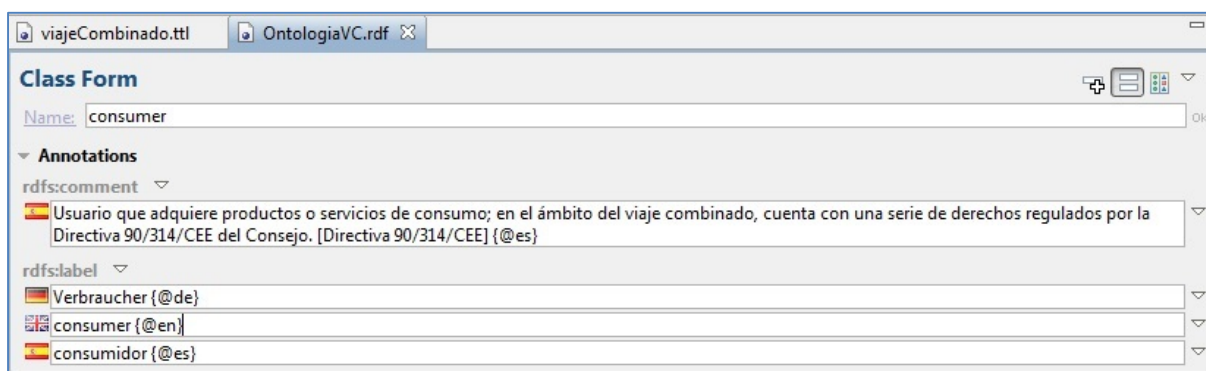 viajeCombinado.ttl OntologiaVC.rdf
Class Form
Name: consumer Ok
Annotations
rdfs:comment
Usuario que adquiere productos o servicios de consumo; en el ámbito del viaje combinado, cuenta con una serie de derechos regulados por la
Directiva 90/314/CEE del Consejo. [Directiva 90/314/CEE] {@es}
rdfs:label
Verbraucher {@de}
consumer {@en}
consumidor {@es}